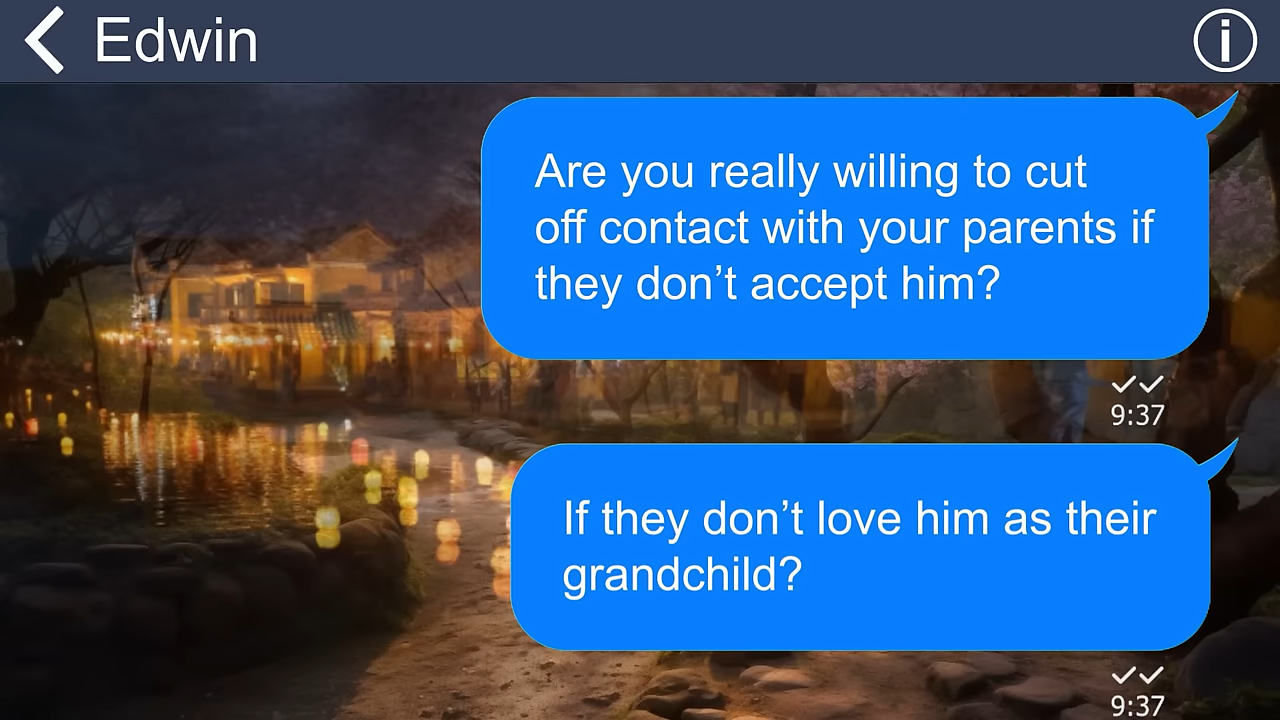 Edwin
Are you really willing to cut
off contact with your parents if
they don’t accept him?
9:37
If they don’t love him as their
grandchild?
9:37